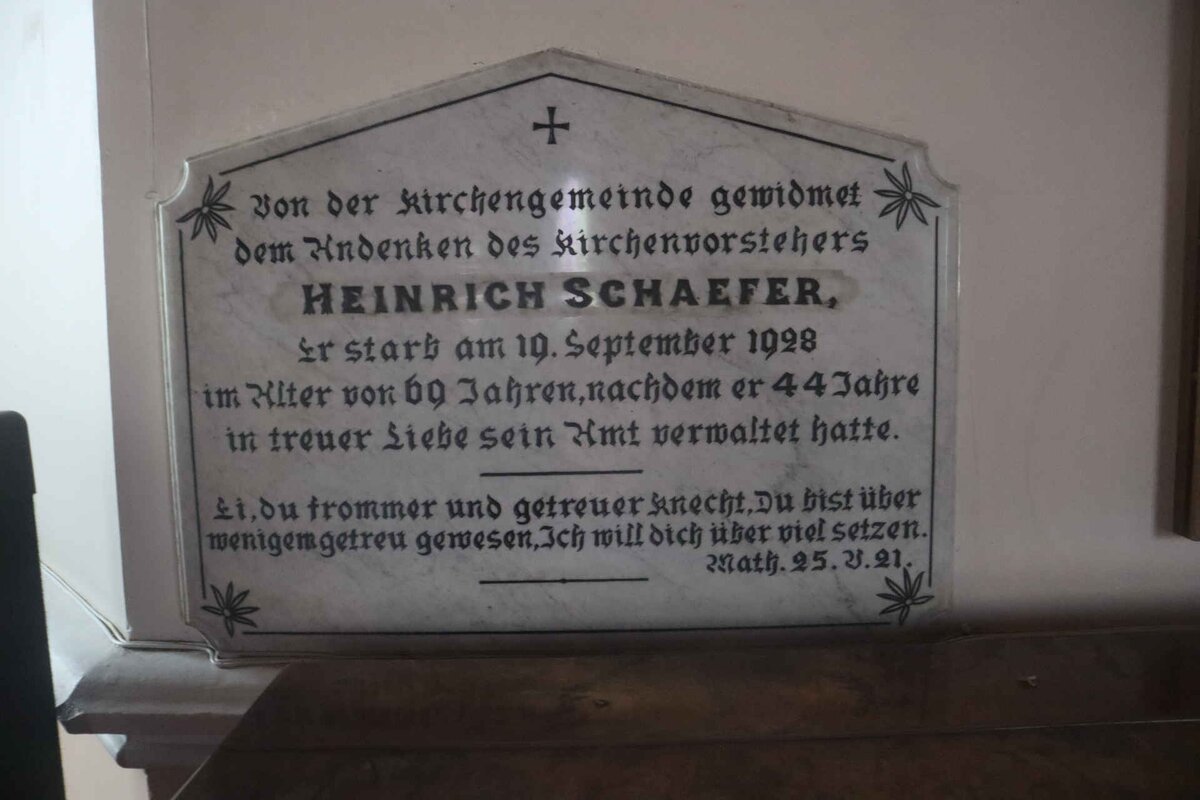 Von der Kirchengemeinde gewidmet
dem Andenken des Kirchenvorstehers
HEINRICH SCHAEFER,
Er starb am 19. September 1928
im Alter von 69 Jahren, nachdem er 44 Jahre
in treuer Liebe sein Amt verwaltet hatte.
Ei, du frommer und getreuer Knecht, Du bist über
wenigem getreu gewesen, Ich will dich über viel setzen.
Math. 25. V. 21.